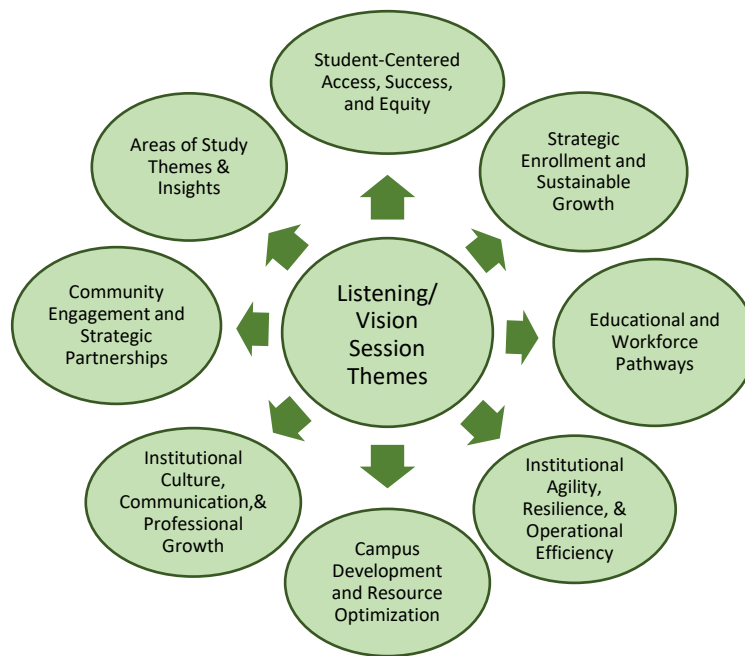 Student-Centered
Access, Success,
and Equity
Strategic
Enrollment and
Sustainable
Growth
Educational and
Workforce
Pathways
Institutional
Agility,
Resilience, &
Operational
Efficiency
Campus
Development
and Resource
Optimization
Institutional
Culture,
Communication,&
Professional
Growth
Community
Engagement and
Strategic
Partnerships
Areas of Study
Themes &
Insights
Listening/
Vision
Session
Themes